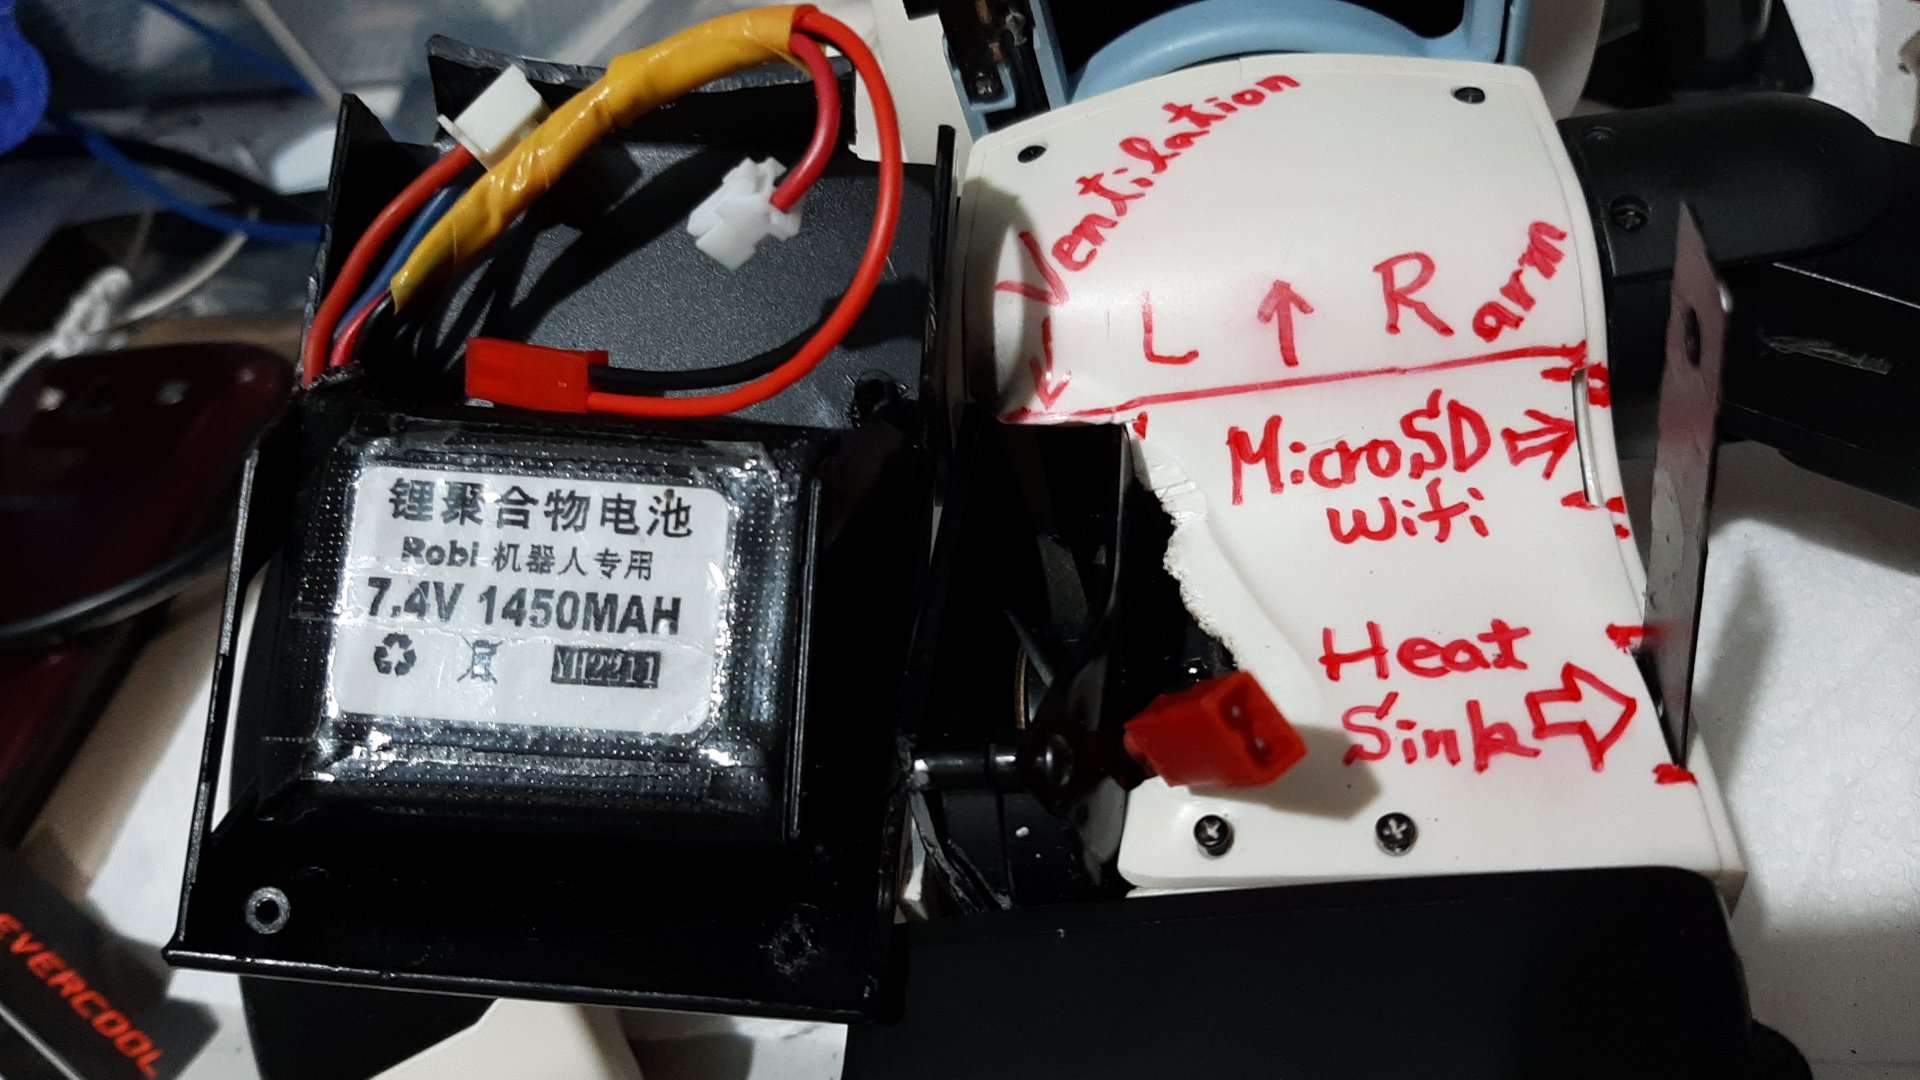 锂聚合物电池
Robi 机器人专用
7.4V 1450MAH
Ventilation
L ↑ R arm
MicroSD
Wifi
Heat
Sink
EVERCOOL